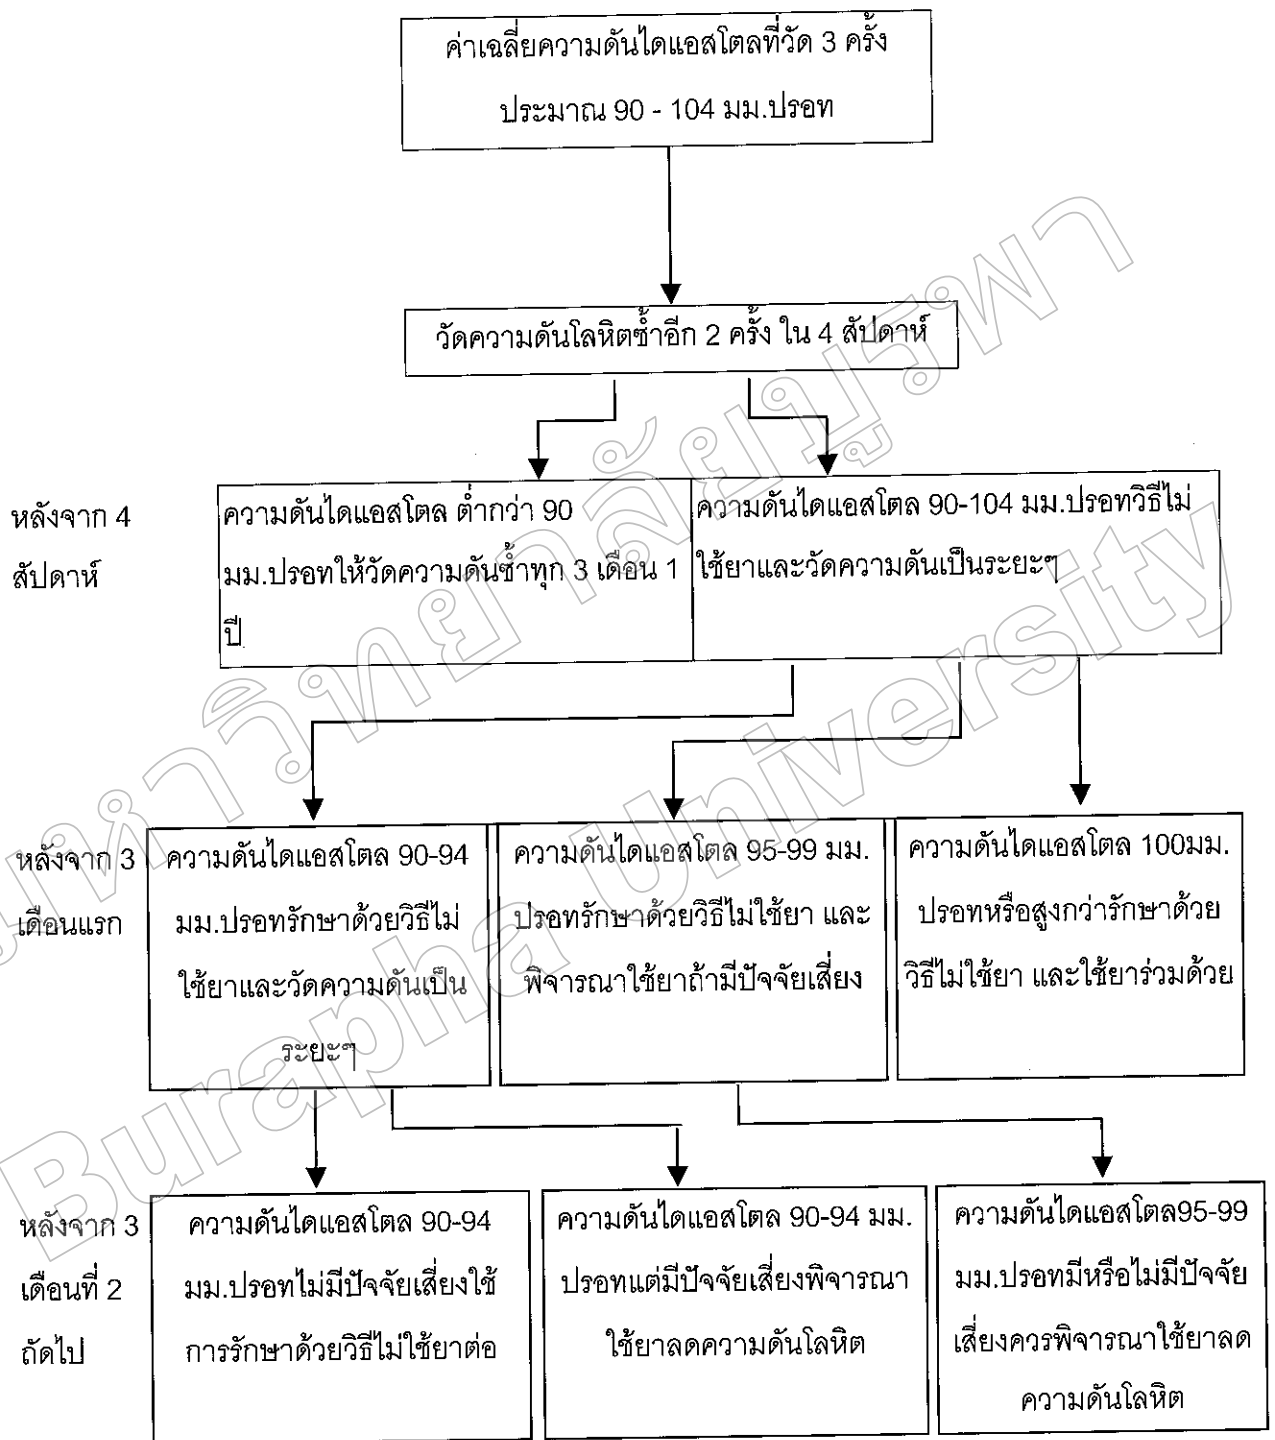 ค่าเฉลี่ยความดันไดแอสโตลที่วัด 3 ครั้ง
ประมาณ 90 - 104 มม.ปรอท
วัดความดันโลหิตซ้ำอีก 2 ครั้ง ใน 4 สัปดาห์
หลังจาก 4
สัปดาห์
ความดันไดแอสโตล ต่ำกว่า 90
มม.ปรอทให้วัดความดันซ้ำทุก 3 เดือน 1
ปี
ความดันไดแอสโตล 90-104 มม.ปรอทวิธีไม่
ใช้ยาและวัดความดันเป็นระยะๆ
หลังจาก 3
เดือนแรก
ความดันไดแอสโตล 90-94
มม.ปรอทรักษาด้วยวิธีไม่
ใช้ยาและวัดความดันเป็น
ระยะๆ
ความดันไดแอสโตล 95-99 มม.
ปรอทรักษาด้วยวิธีไม่ใช้ยา และ
พิจารณาใช้ยาถ้ามีปัจจัยเสี่ยง
ความดันไดแอสโตล 100มม.
ปรอทหรือสูงกว่ารักษาด้วย
วิธีไม่ใช้ยา และใช้ยาร่วมด้วย
หลังจาก 3
เดือนที่ 2
ถัดไป
ความดันไดแอสโตล 90-94
มม.ปรอทไม่มีปัจจัยเสี่ยงใช้
การรักษาด้วยวิธีไม่ใช้ยาต่อ
ความดันไดแอสโตล 90-94 มม.
ปรอทแต่มีปัจจัยเสี่ยงพิจารณา
ใช้ยาลดความดันโลหิต
ความดันไดแอสโตล95-99
มม.ปรอทมีหรือไม่มีปัจจัย
เสี่ยงควรพิจารณาใช้ยาลด
ความดันโลหิต
มหาวิทยาลัยบูรพา
Burapha University